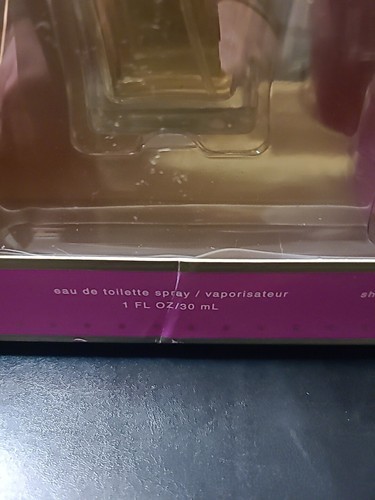 eau de toilette spray / vaporisateur
1 FL OZ/30 mL